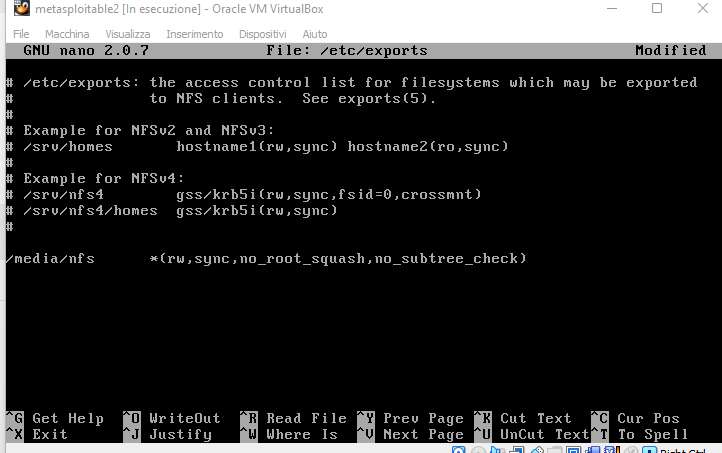 metasploitable2 [In esecuzione] - Oracle VM VirtualBox
File Macchina Visualizza Inserimento Dispositivi Aiuto
GNU nano 2.0.7 File: /etc/exports Modified
# /etc/exports: the access control list for filesystems which may be exported
# to NFS clients. See exports(5).
#
# Example for NFSv2 and NFSv3:
# /srv/homes hostname1(rw,sync) hostname2(ro,sync)
#
# Example for NFSv4:
# /srv/nfs4 gss/krb5i(rw,sync,fsid=0,crossmnt)
# /srv/nfs4/homes gss/krb5i(rw,sync)
#
/media/nfs *(rw,sync,no_root_squash,no_subtree_check)
^G Get Help ^O WriteOut ^R Read File ^Y Prev Page ^K Cut Text ^C Cur Pos
^X Exit ^J Justify ^W Where Is ^V Next Page ^U UnCut Text ^T To Spell
Right Ctrl